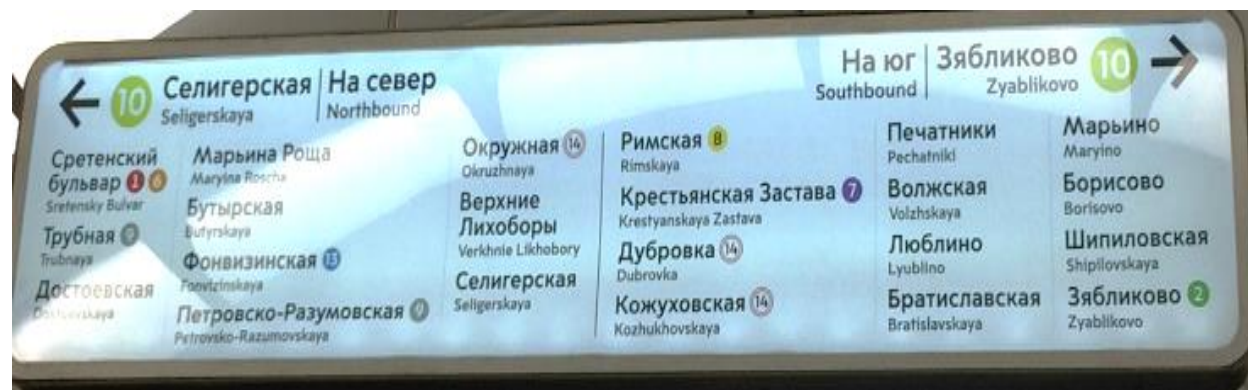 10 Селигерская На север
Seligerskaya Northbound
На юг Зябликово 10
Southbound Zyablikovo
Сретенский
бульвар 1 6
Sretensky Bulvar
Трубная 9
Trubnaya
Достоевская
Dostoevskaya
Марьина Роща
Maryina Roscha
Бутырская
Butyrskaya
Фонвизинская 13
Fonvizinskaya
Петровско-Разумовская 9
Petrovsko-Razumovskaya
Окружная 14
Okruzhnaya
Верхние
Лихоборы
Verkhnie Likhobory
Селигерская
Seligerskaya
Римская 8
Rimskaya
Крестьянская Застава 7
Krestyanskaya Zastava
Дубровка 14
Dubrovka
Кожуховская 14
Kozhukhovskaya
Печатники
Pechatniki
Волжская
Volzhskaya
Люблино
Lyublino
Братиславская
Bratislavskaya
Марьино
Maryino
Борисово
Borisovo
Шипиловская
Shipilovskaya
Зябликово 2
Zyablikovo